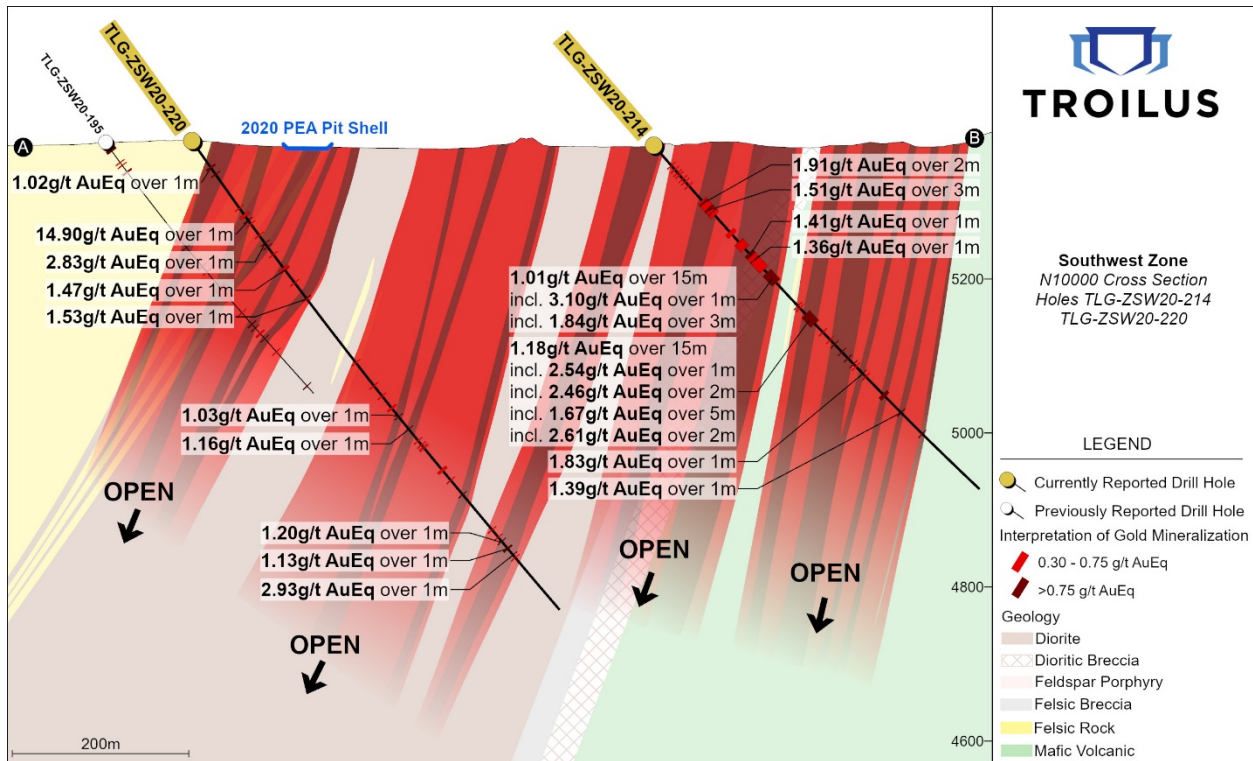 TLG-ZSW20-195
TLG-ZSW20-220
2020 PEA Pit Shell
TLG-ZSW20-214
A
B
1.02g/t AuEq over 1m
14.90g/t AuEq over 1m
2.83g/t AuEq over 1m
1.47g/t AuEq over 1m
1.53g/t AuEq over 1m
1.03g/t AuEq over 1m
1.16g/t AuEq over 1m
1.20g/t AuEq over 1m
1.13g/t AuEq over 1m
2.93g/t AuEq over 1m
1.91g/t AuEq over 2m
1.51g/t AuEq over 3m
1.41g/t AuEq over 1m
1.36g/t AuEq over 1m
1.01g/t AuEq over 15m
incl. 3.10g/t AuEq over 1m
incl. 1.84g/t AuEq over 3m
1.18g/t AuEq over 15m
incl. 2.54g/t AuEq over 1m
incl. 2.46g/t AuEq over 2m
incl. 1.67g/t AuEq over 5m
incl. 2.61g/t AuEq over 2m
1.83g/t AuEq over 1m
1.39g/t AuEq over 1m
OPEN
OPEN
OPEN
OPEN
200m
5200
5000
4800
4600
TROILUS
Southwest Zone
N10000 Cross Section
Holes TLG-ZSW20-214
TLG-ZSW20-220
LEGEND
Currently Reported Drill Hole
Previously Reported Drill Hole
Interpretation of Gold Mineralization
0.30 - 0.75 g/t AuEq
>0.75 g/t AuEq
Geology
Diorite
Dioritic Breccia
Feldspar Porphyry
Felsic Breccia
Felsic Rock
Mafic Volcanic